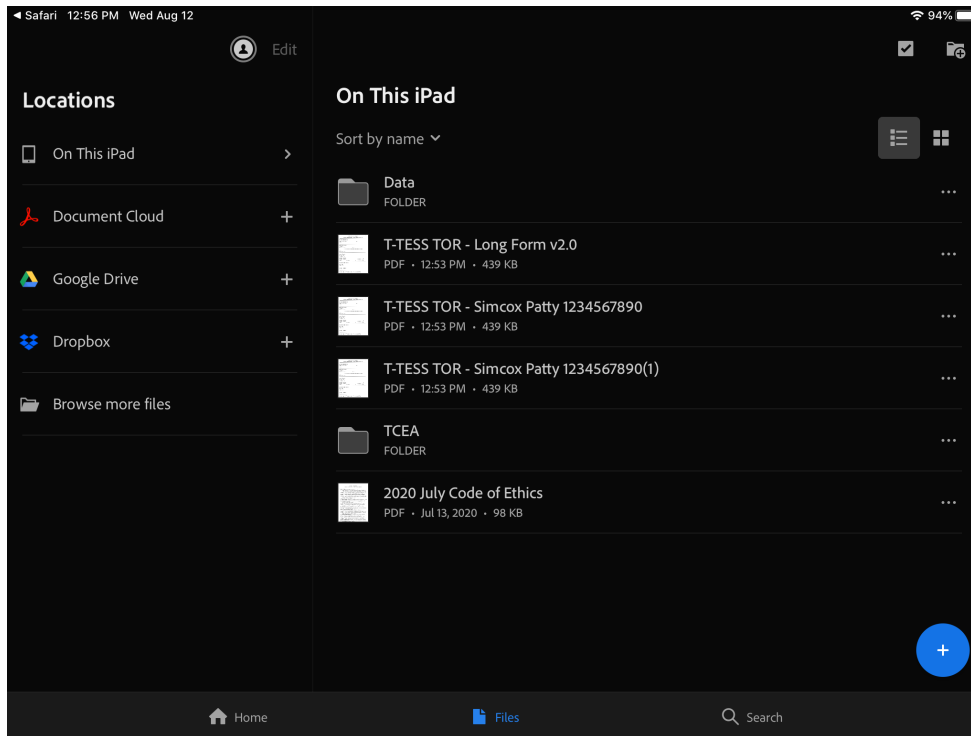 ◀ Safari 12:56 PM Wed Aug 12 94%
Edit
Locations
On This iPad
Document Cloud
Google Drive
Dropbox
Browse more files
On This iPad
Sort by name
Data
FOLDER
T-TESS TOR - Long Form v2.0
PDF • 12:53 PM • 439 KB
T-TESS TOR - Simcox Patty 1234567890
PDF • 12:53 PM • 439 KB
T-TESS TOR - Simcox Patty 1234567890(1)
PDF • 12:53 PM • 439 KB
TCEA
FOLDER
2020 July Code of Ethics
PDF • Jul 13, 2020 • 98 KB
Home
Files
Search